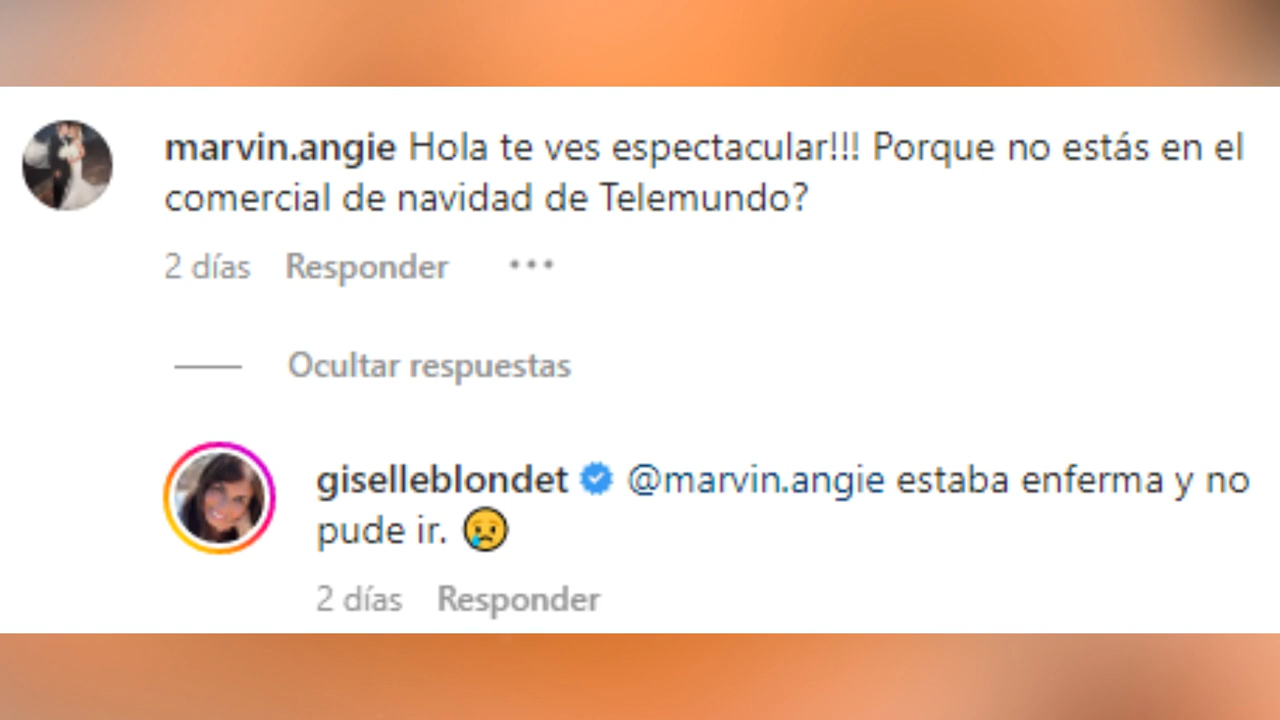 marvin.angie Hola te ves espectacular!!! Porque no estás en el
comercial de navidad de Telemundo?
2 días Responder •••
Ocultar respuestas
giselleblondet @marvin.angie estaba enferma y no
pude ir. 😢
2 días Responder